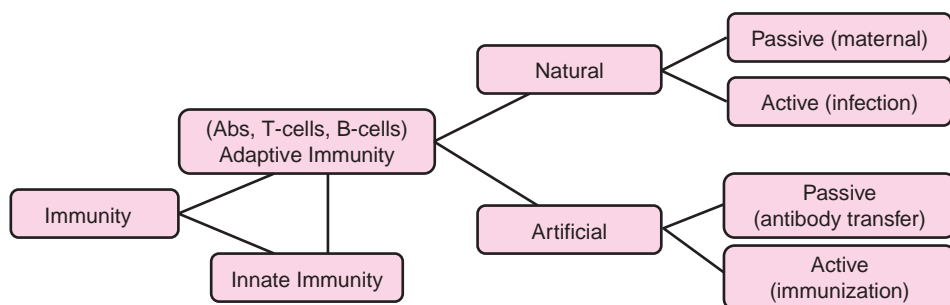 Passive (maternal)
Natural
Active (infection)
(Abs, T-cells, B-cells)
Adaptive Immunity
Immunity
Innate Immunity
Artificial
Passive
(antibody transfer)
Active
(immunization)